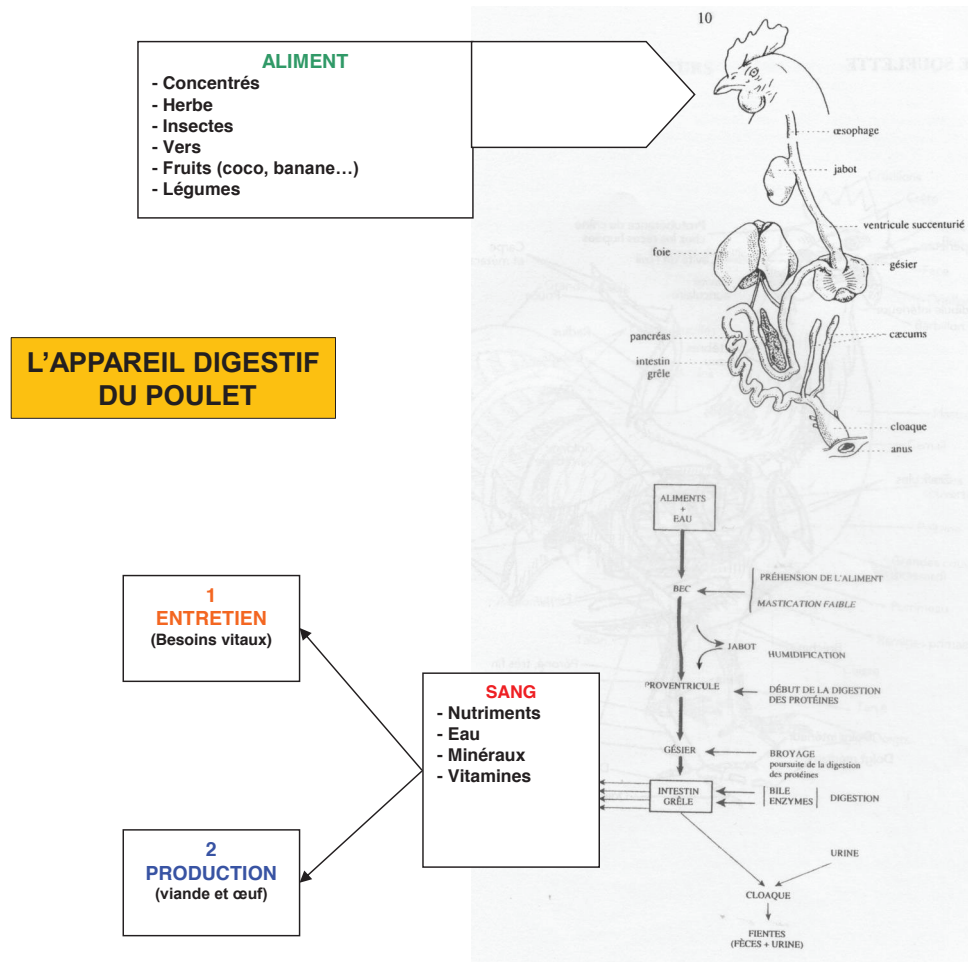 10
ALIMENT
- Concentrés
- Herbe
- Insectes
- Vers
- Fruits (coco, banane…)
- Légumes
œsophage
jabot
ventricule succenturié
foie
gésier
pancréas
cæcums
intestin
grêle
cloaque
anus
L'APPAREIL DIGESTIF
DU POULET
ALIMENTS
+
EAU
BEC
PRÉHENSION DE L'ALIMENT
MASTICATION FAIBLE
JABOT
HUMIDIFICATION
PROVENTRICULE
DÉBUT DE LA DIGESTION
DES PROTÉINES
GÉSIER
BROYAGE
poursuite de la digestion
des protéines
INTESTIN
GRÊLE
BILE
ENZYMES
DIGESTION
URINE
CLOAQUE
FIENTES
(FÈCES + URINE)
1
ENTRETIEN
(Besoins vitaux)
SANG
- Nutriments
- Eau
- Minéraux
- Vitamines
2
PRODUCTION
(viande et œuf)